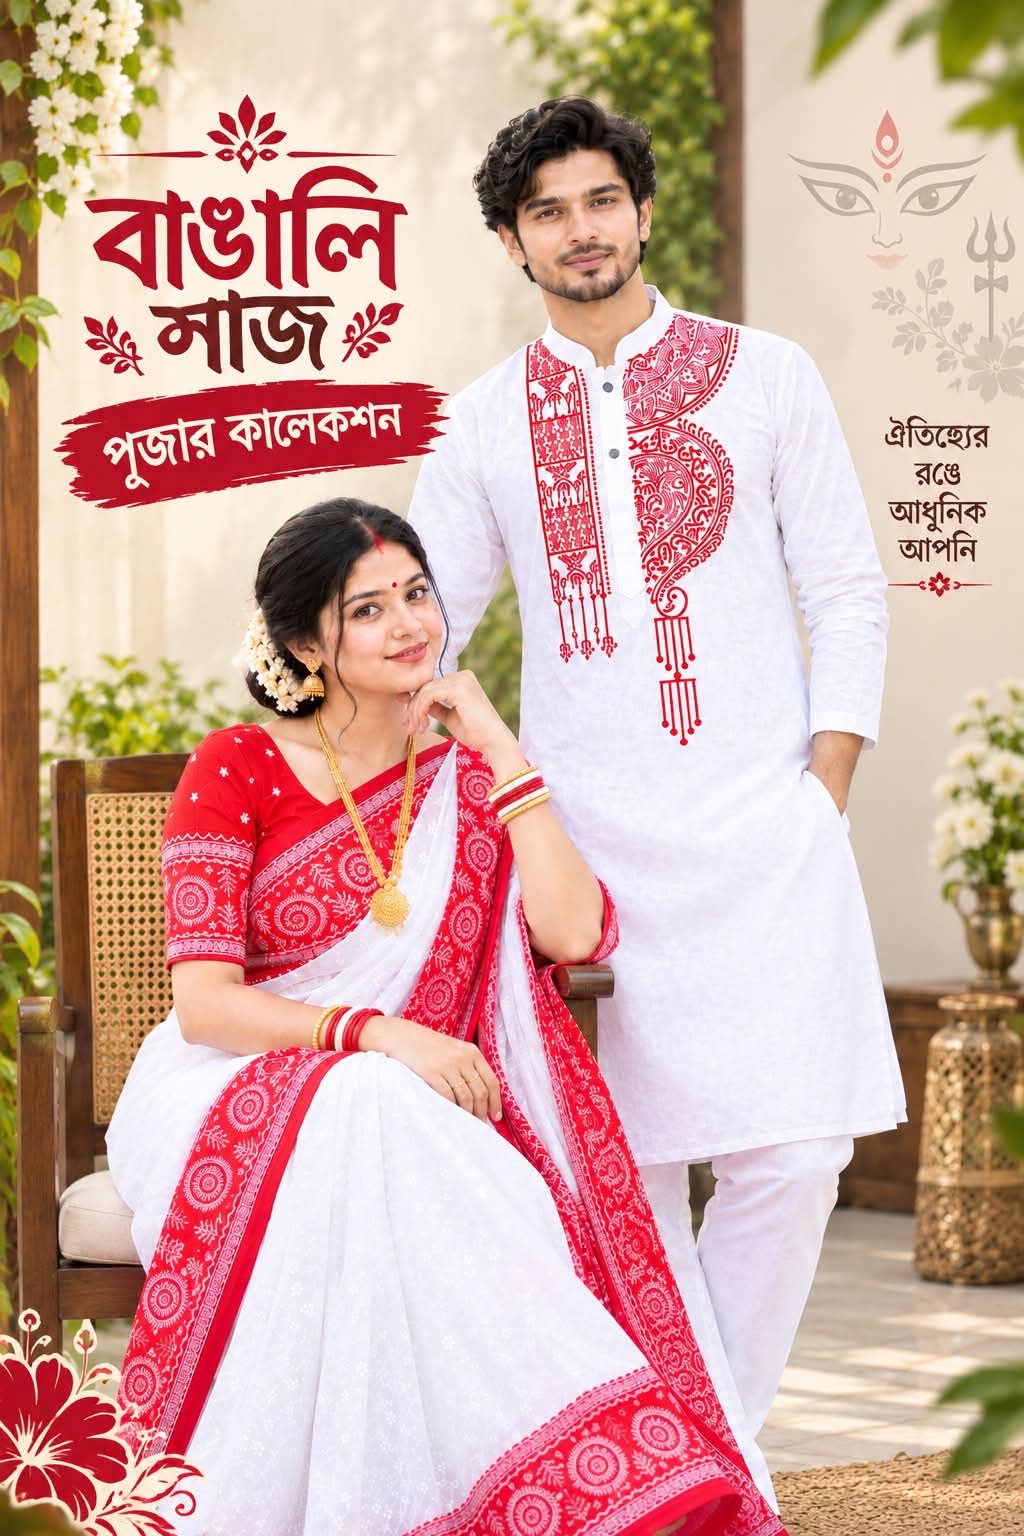 বাঙালি
সাজ
পুজার কালেকশন
ঐতিহ্যের
রঙে
আধুনিক
আপনি